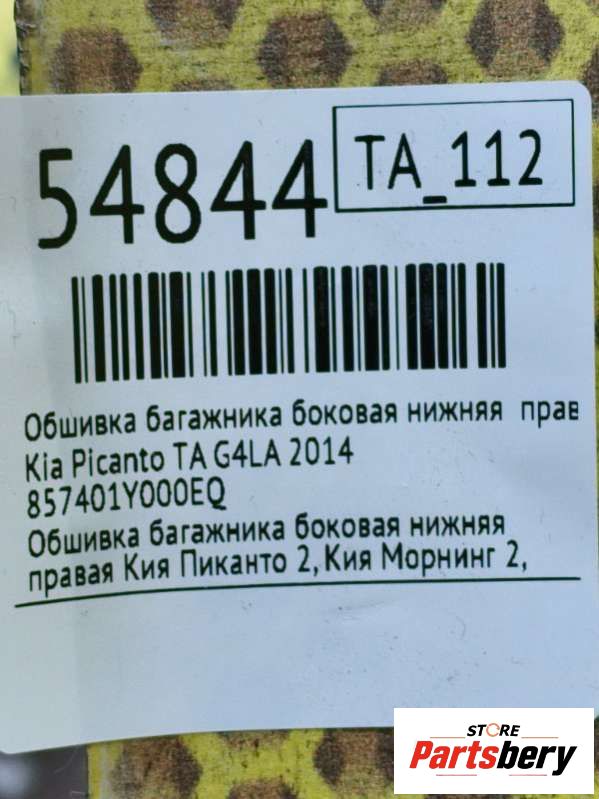 54844
TA_112
Обшивка багажника боковая нижняя прав
Kia Picanto TA G4LA 2014
857401Y000EQ
Обшивка багажника боковая нижняя
правая Кия Пиканто 2, Кия Морнинг 2,
STORE
Partsbery